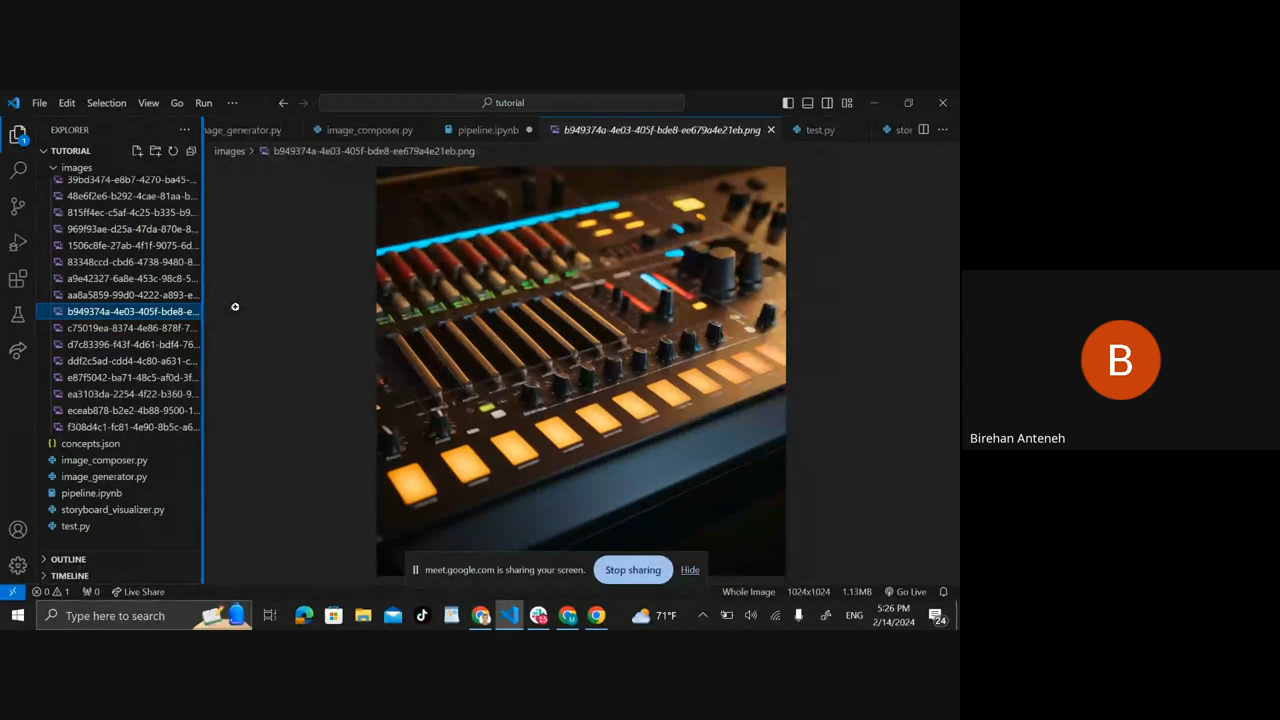 File Edit Selection View Go Run ... tutorial
EXPLORER ...
age_generator.py image_composer.py pipeline.ipynb b949374a-4e03-405f-bde8-ee679a4e21eb.png test.py stor ...
TUTORIAL
images > b949374a-4e03-405f-bde8-ee679a4e21eb.png
images
39bd3474-e8b7-4270-ba45-...
48e6f2e6-b292-4cae-81aa-b...
815ff4ec-c5af-4c25-b335-b9...
969f93ae-d25a-47da-870e-8...
1506c8fe-27ab-4f1f-9075-6d...
83348ccd-cbd6-4738-9480-8...
a9e42327-6a8e-453c-98c8-5...
aa8a5859-99d0-4222-a893-e...
b949374a-4e03-405f-bde8-e...
c75019ea-8374-4e86-878f-7...
d7c83396-f43f-4d61-bdf4-76...
ddf2c5ad-cdd4-4c80-a631-c...
e87f5042-ba71-48c5-af0d-3f...
ea3103da-2254-4f22-b360-9...
eceab878-b2e2-4b88-9500-1...
f308d4c1-fc81-4e90-8b5c-a6...
{} concepts.json
image_composer.py
image_generator.py
pipeline.ipynb
storyboard_visualizer.py
test.py
OUTLINE
TIMELINE
meet.google.com is sharing your screen. Stop sharing Hide
0 1 0 Live Share Whole Image 1024x1024 1.13MB Go Live
Type here to search 71°F ENG 5:26 PM
2/14/2024 24
B
Birehan Anteneh